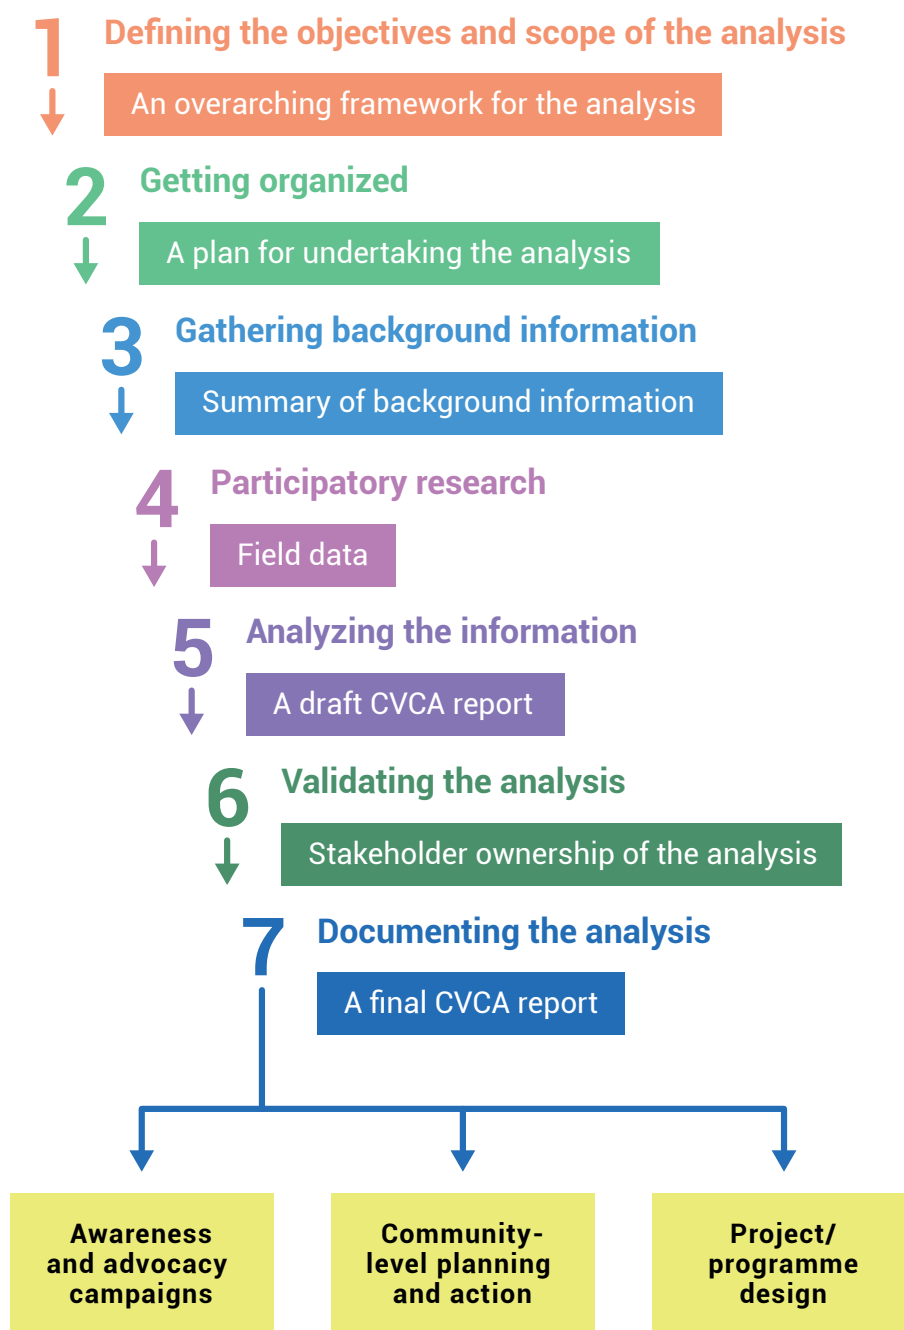 1
Defining the objectives and scope of the analysis
An overarching framework for the analysis
2
Getting organized
A plan for undertaking the analysis
3
Gathering background information
Summary of background information
4
Participatory research
Field data
5
Analyzing the information
A draft CVCA report
6
Validating the analysis
Stakeholder ownership of the analysis
7
Documenting the analysis
A final CVCA report
Awareness
and advocacy
campaigns
Community-
level planning
and action
Project/
programme
design